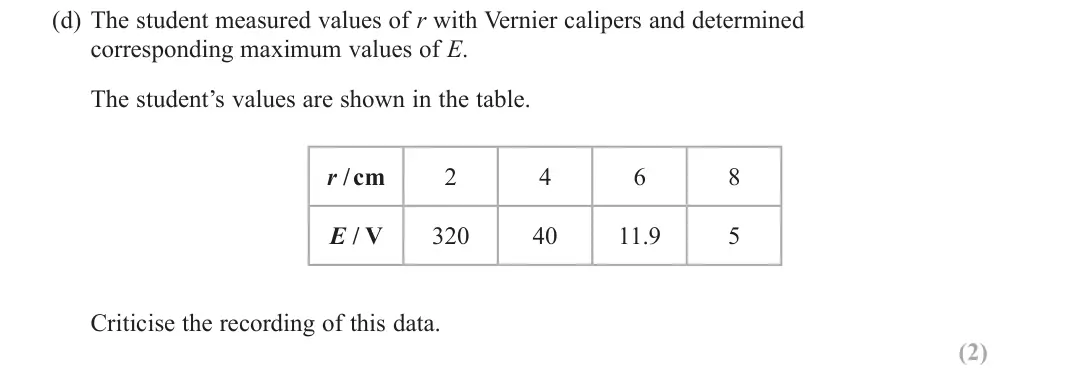 (d) The student measured values of r with Vernier calipers and determined
corresponding maximum values of E.
The student’s values are shown in the table.
r / cm 2 4 6 8
E / V 320 40 11.9 5
Criticise the recording of this data.
(2)